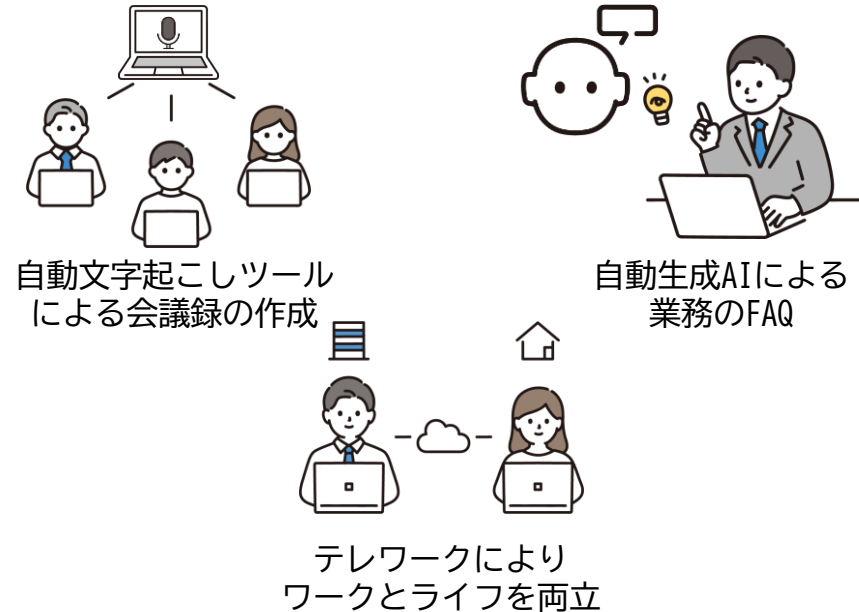 自動文字起こしツール
による会議録の作成
自動生成AIによる
業務のFAQ
テレワークにより
ワークとライフを両立